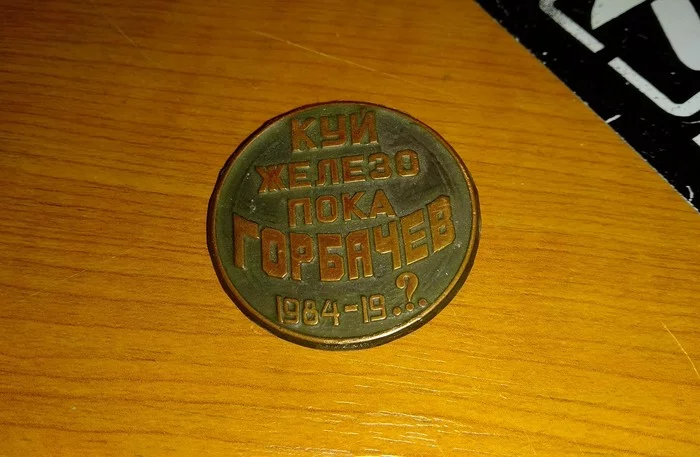 КУЙ
ЖЕЛЕЗО
ПОКА
ГОРБАЧЕВ
1984-19..?.